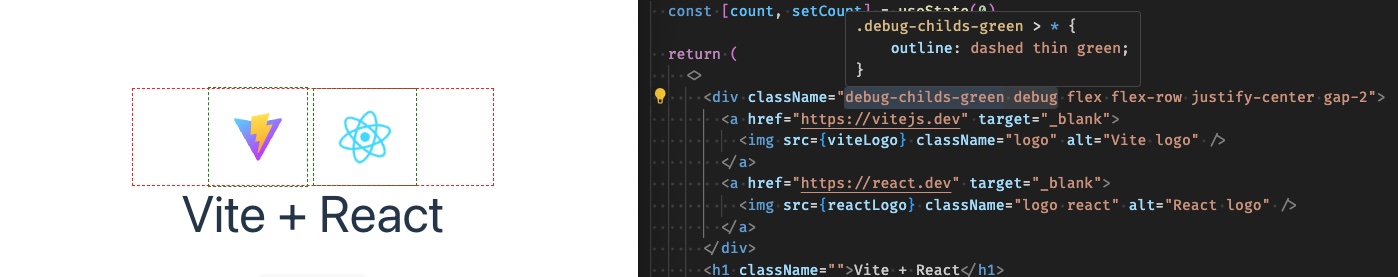 Vite + React
const [count, setCount] = useState(0)
.debug-childs-green > * {
outline: dashed thin green;
}
return (
<>
<div className="debug-childs-green debug flex flex-row justify-center gap-2">
<a href="https://vitejs.dev" target="_blank">
<img src={viteLogo} className="logo" alt="Vite logo" />
</a>
<a href="https://react.dev" target="_blank">
<img src={reactLogo} className="logo react" alt="React logo" />
</a>
</div>
<h1 className="">Vite + React</h1>